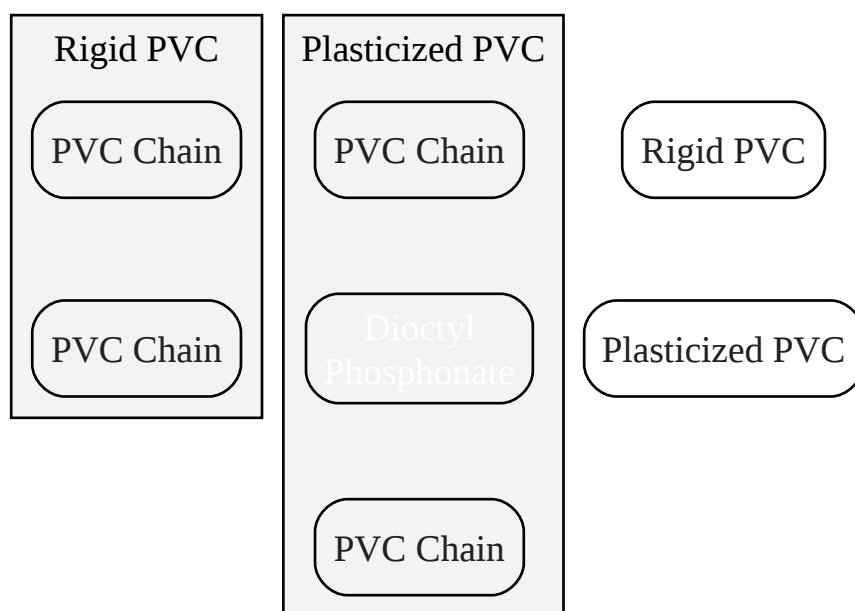 Rigid PVC
PVC Chain
PVC Chain
Plasticized PVC
PVC Chain
Dioctyl
Phosphonate
PVC Chain
Rigid PVC
Plasticized PVC